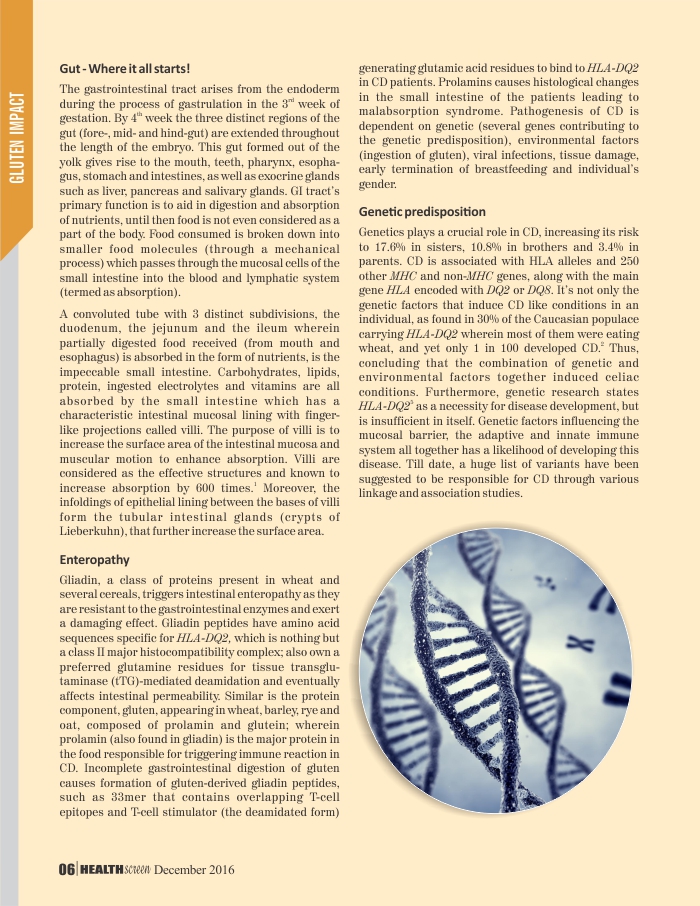 GLUTEN IMPACT
Gut - Where it all starts!
The gastrointestinal tract arises from the endoderm
during the process of gastrulation in the 3rd week of
gestation. By 4th week the three distinct regions of the
gut (fore-, mid- and hind-gut) are extended throughout
the length of the embryo. This gut formed out of the
yolk gives rise to the mouth, teeth, pharynx, esopha-
gus, stomach and intestines, as well as exocrine glands
such as liver, pancreas and salivary glands. GI tract's
primary function is to aid in digestion and absorption
of nutrients, until then food is not even considered as a
part of the body. Food consumed is broken down into
smaller food molecules (through a mechanical
process) which passes through the mucosal cells of the
small intestine into the blood and lymphatic system
(termed as absorption).
A convoluted tube with 3 distinct subdivisions, the
duodenum, the jejunum and the ileum wherein
partially digested food received (from mouth and
esophagus) is absorbed in the form of nutrients, is the
impeccable small intestine. Carbohydrates, lipids,
protein, ingested electrolytes and vitamins are all
absorbed by the small intestine which has a
characteristic intestinal mucosal lining with finger-
like projections called villi. The purpose of villi is to
increase the surface area of the intestinal mucosa and
muscular motion to enhance absorption. Villi are
considered as the effective structures and known to
increase absorption by 600 times.1 Moreover, the
infoldings of epithelial lining between the bases of villi
form the tubular intestinal glands (crypts of
Lieberkuhn), that further increase the surface area.
Enteropathy
Gliadin, a class of proteins present in wheat and
several cereals, triggers intestinal enteropathy as they
are resistant to the gastrointestinal enzymes and exert
a damaging effect. Gliadin peptides have amino acid
sequences specific for HLA-DQ2, which is nothing but
a class II major histocompatibility complex; also own a
preferred glutamine residues for tissue transglu-
taminase (tTG)-mediated deamidation and eventually
affects intestinal permeability. Similar is the protein
component, gluten, appearing in wheat, barley, rye and
oat, composed of prolamin and glutein; wherein
prolamin (also found in gliadin) is the major protein in
the food responsible for triggering immune reaction in
CD. Incomplete gastrointestinal digestion of gluten
causes formation of gluten-derived gliadin peptides,
such as 33mer that contains overlapping T-cell
epitopes and T-cell stimulator (the deamidated form)
generating glutamic acid residues to bind to HLA-DQ2
in CD patients. Prolamins causes histological changes
in the small intestine of the patients leading to
malabsorption syndrome. Pathogenesis of CD is
dependent on genetic (several genes contributing to
the genetic predisposition), environmental factors
(ingestion of gluten), viral infections, tissue damage,
early termination of breastfeeding and individual's
gender.
Genetic predisposition
Genetics plays a crucial role in CD, increasing its risk
to 17.6% in sisters, 10.8% in brothers and 3.4% in
parents. CD is associated with HLA alleles and 250
other MHC and non-MHC genes, along with the main
gene HLA encoded with DQ2 or DQ8. It's not only the
genetic factors that induce CD like conditions in an
individual, as found in 30% of the Caucasian populace
carrying HLA-DQ2 wherein most of them were eating
wheat, and yet only 1 in 100 developed CD.2 Thus,
concluding that the combination of genetic and
environmental factors together induced celiac
conditions. Furthermore, genetic research states
HLA-DQ23 as a necessity for disease development, but
is insufficient in itself. Genetic factors influencing the
mucosal barrier, the adaptive and innate immune
system all together has a likelihood of developing this
disease. Till date, a huge list of variants have been
suggested to be responsible for CD through various
linkage and association studies.
06 HEALTHscreen December 2016